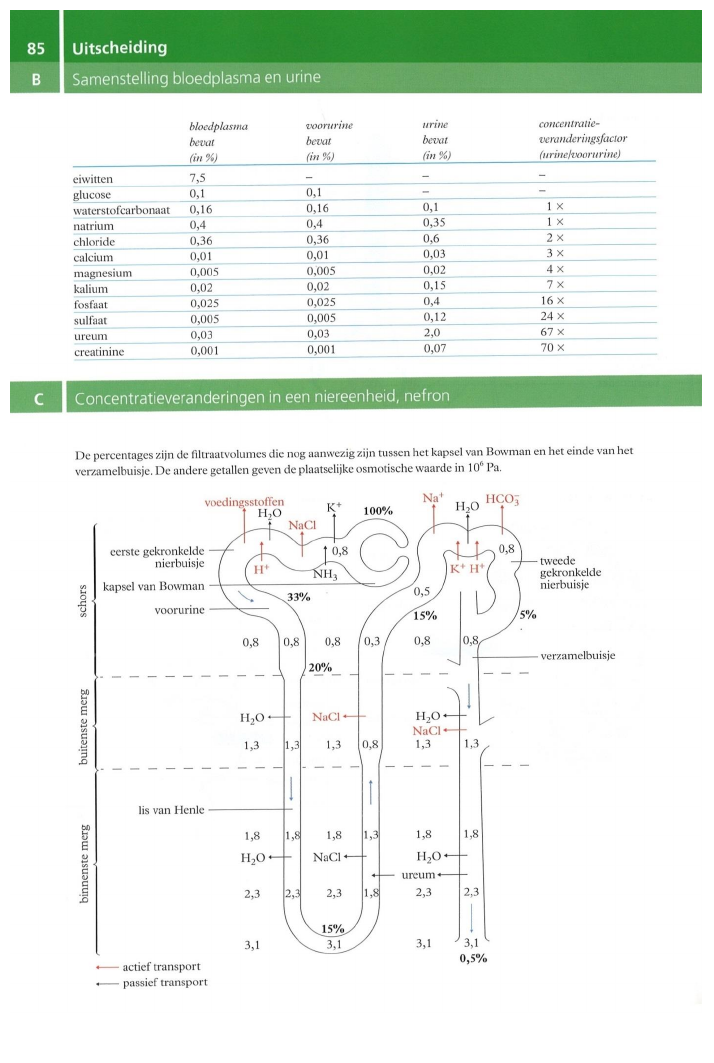 85 Uitscheiding
B Samenstelling bloedplasma en urine
bloedplasma bevat (in %) voorurine bevat (in %) urine bevat (in %) concentratie-veranderingsfactor (urine/voorurine)
eiwitten 7,5 – – –
glucose 0,1 0,1 – –
waterstofcarbonaat 0,16 0,16 0,1 1 ×
natrium 0,4 0,4 0,35 1 ×
chloride 0,36 0,36 0,6 2 ×
calcium 0,01 0,01 0,03 3 ×
magnesium 0,005 0,005 0,02 4 ×
kalium 0,02 0,02 0,15 7 ×
fosfaat 0,025 0,025 0,4 16 ×
sulfaat 0,005 0,005 0,12 24 ×
ureum 0,03 0,03 2,0 67 ×
creatinine 0,001 0,001 0,07 70 ×
C Concentratieveranderingen in een niereenheid, nefron
De percentages zijn de filtraatvolumes die nog aanwezig zijn tussen het kapsel van Bowman en het einde van het
verzamelbuisje. De andere getallen geven de plaatselijke osmotische waarde in 10⁶ Pa.
voedingsstoffen K⁺ 100% Na⁺ H₂O HCO₃⁻
H₂O
NaCl
eerste gekronkelde
nierbuisje
0,8 0,8
H⁺ NH₃ K⁺ H⁺
tweede
gekronkelde
nierbuisje
kapsel van Bowman
33% 0,5
voorurine 15% 5%
schors
0,8 0,8 0,8 0,3 0,8 0,8
verzamelbuisje
20%
buitenste merg
H₂O NaCl H₂O
NaCl
1,3 1,3 1,3 0,8 1,3 1,3
lis van Henle
binnenste merg
1,8 1,8 1,8 1,3 1,8 1,8
H₂O NaCl H₂O
ureum
2,3 2,3 2,3 1,8 2,3 2,3
15%
3,1 3,1 3,1 3,1
0,5%
actief transport
passief transport